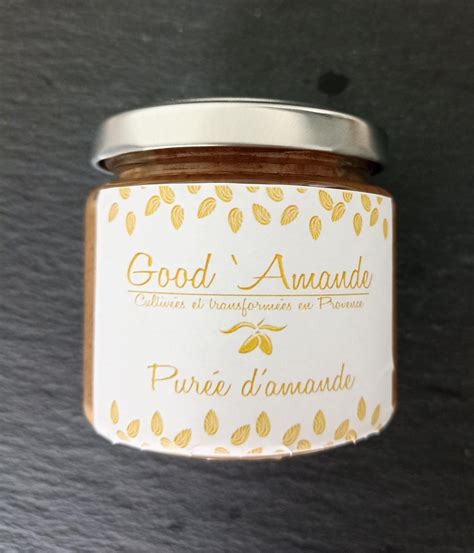 Good `Amande
Cultivées et transformées en Provence
Purée d'amande